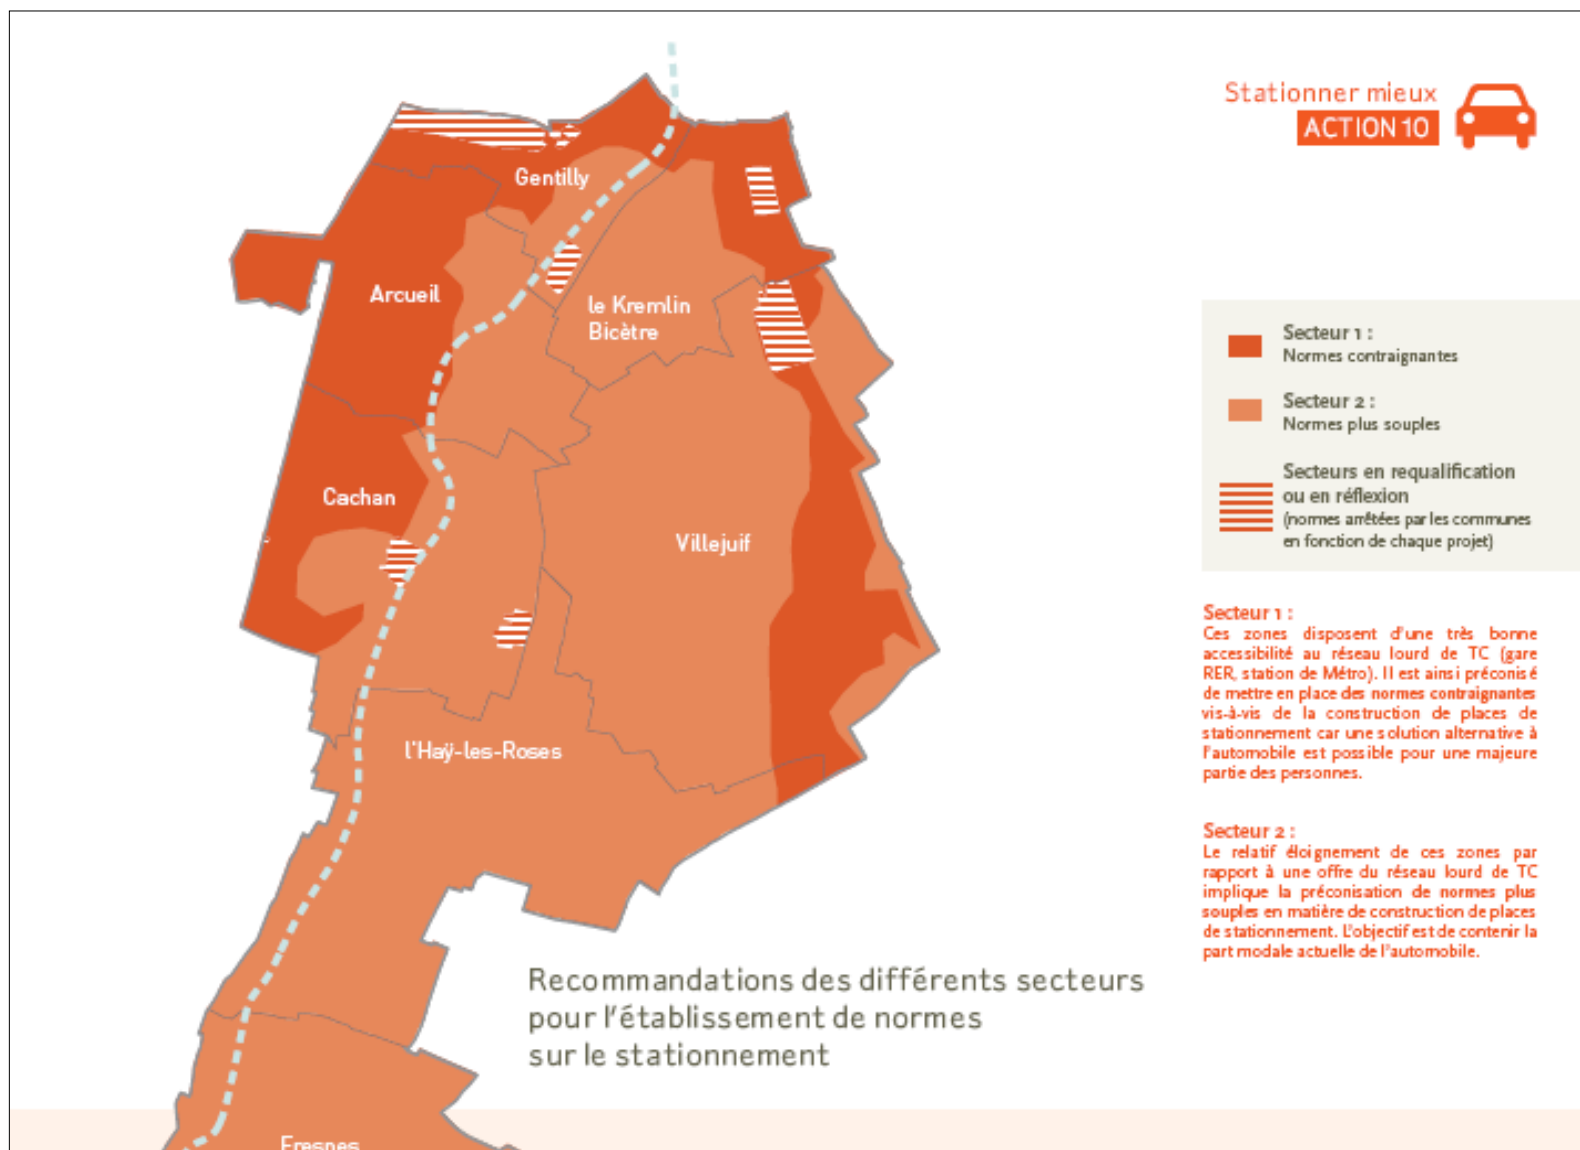 Stationner mieux
ACTION 10
Gentilly
Arcueil
le Kremlin
Bicêtre
Cachan
Villejuif
l'Haÿ-les-Roses
Fresnes
Secteur 1 :
Normes contraignantes
Secteur 2 :
Normes plus souples
Secteurs en requalification
ou en réflexion
(normes arrêtées par les communes
en fonction de chaque projet)
Secteur 1 :
Ces zones disposent d'une très bonne
accessibilité au réseau lourd de TC (gare
RER, station de Métro). Il est ainsi préconisé
de mettre en place des normes contraignantes
vis-à-vis de la construction de places de
stationnement car une solution alternative à
l'automobile est possible pour une majeure
partie des personnes.
Secteur 2 :
Le relatif éloignement de ces zones par
rapport à une offre du réseau lourd de TC
implique la préconisation de normes plus
souples en matière de construction de places
de stationnement. L'objectif est de contenir la
part modale actuelle de l'automobile.
Recommandations des différents secteurs
pour l'établissement de normes
sur le stationnement